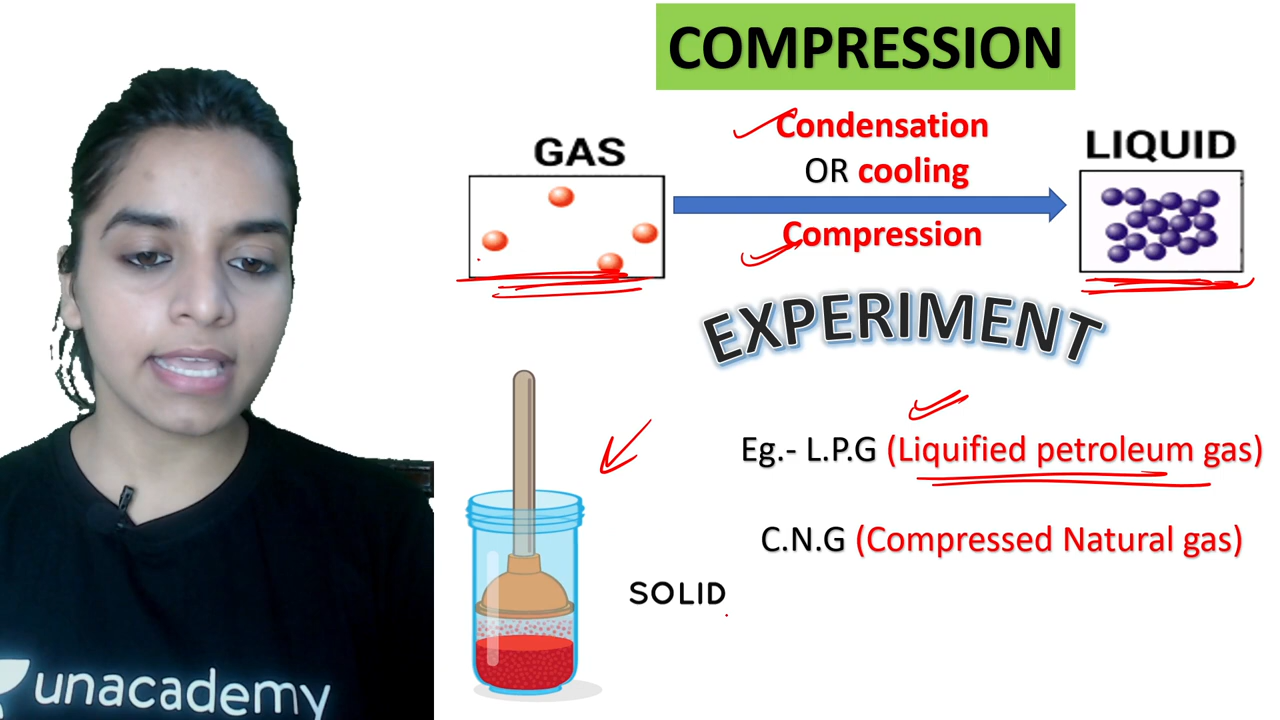 COMPRESSION
Condensation
OR cooling
GAS
LIQUID
Compression
EXPERIMENT
Eg.- L.P.G (Liquified petroleum gas)
C.N.G (Compressed Natural gas)
SOLID
unacademy